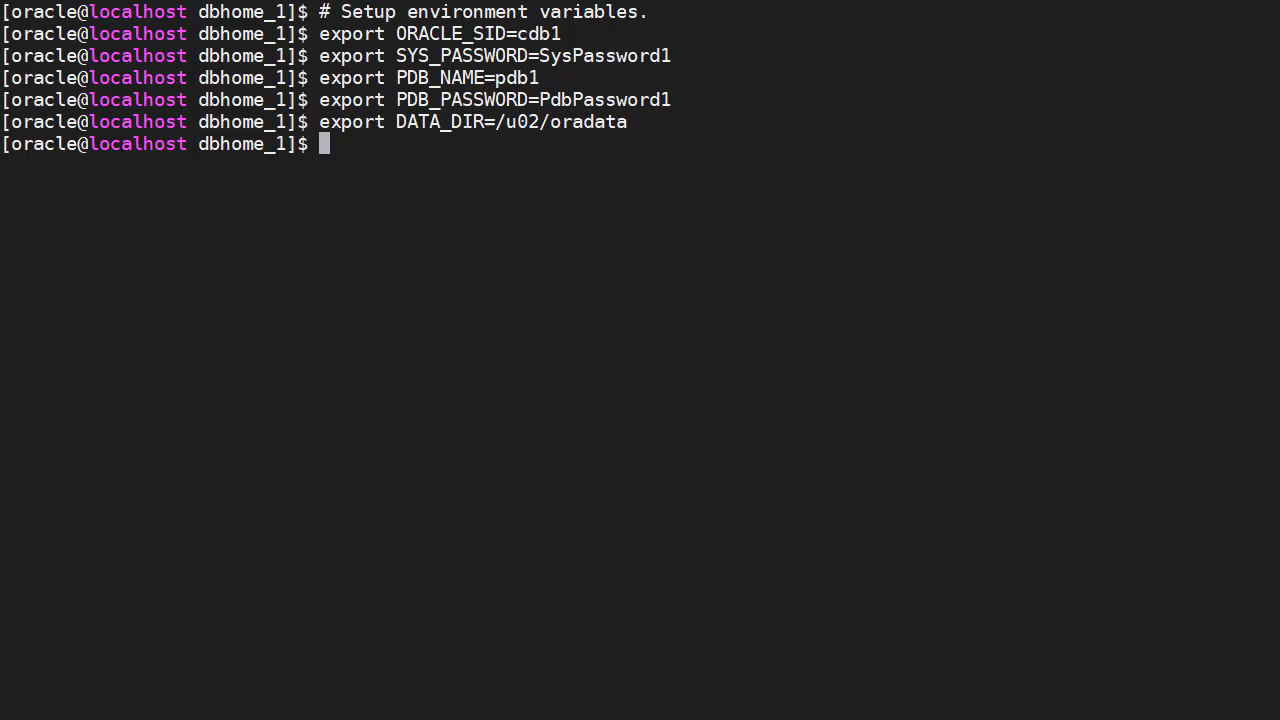 [oracle@localhost dbhome_1]$ # Setup environment variables.
[oracle@localhost dbhome_1]$ export ORACLE_SID=cdb1
[oracle@localhost dbhome_1]$ export SYS_PASSWORD=SysPassword1
[oracle@localhost dbhome_1]$ export PDB_NAME=pdb1
[oracle@localhost dbhome_1]$ export PDB_PASSWORD=PdbPassword1
[oracle@localhost dbhome_1]$ export DATA_DIR=/u02/oradata
[oracle@localhost dbhome_1]$